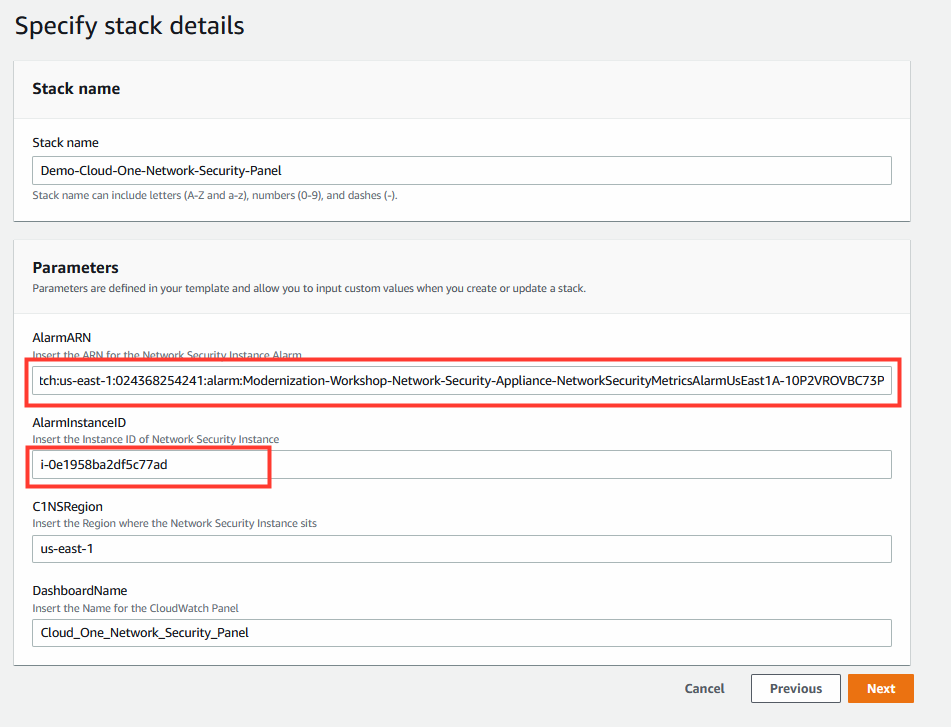 Specify stack details
Stack name
Stack name
Demo-Cloud-One-Network-Security-Panel
Stack name can include letters (A-Z and a-z), numbers (0-9), and dashes (-).
Parameters
Parameters are defined in your template and allow you to input custom values when you create or update a stack.
AlarmARN
Insert the ARN for the Network Security Instance Alarm
tch:us-east-1:024368254241:alarm:Modernization-Workshop-Network-Security-Appliance-NetworkSecurityMetricsAlarmUsEast1A-10P2VROVBC73P
AlarmInstanceID
Insert the Instance ID of Network Security Instance
i-0e1958ba2df5c77ad
C1NSRegion
Insert the Region where the Network Security Instance sits
us-east-1
DashboardName
Insert the Name for the CloudWatch Panel
Cloud_One_Network_Security_Panel
Cancel Previous Next